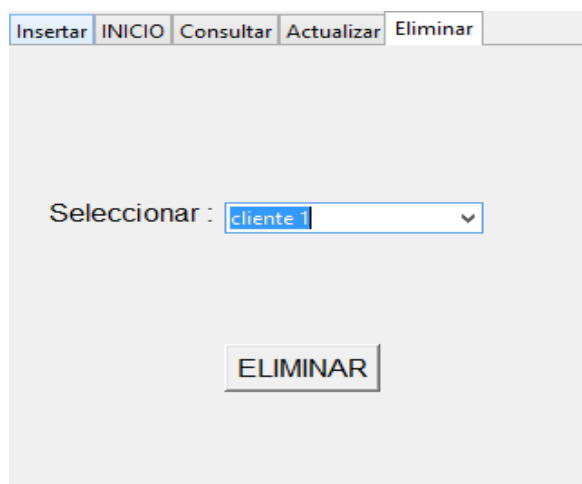 Insertar INICIO Consultar Actualizar Eliminar
Seleccionar : cliente 1
ELIMINAR